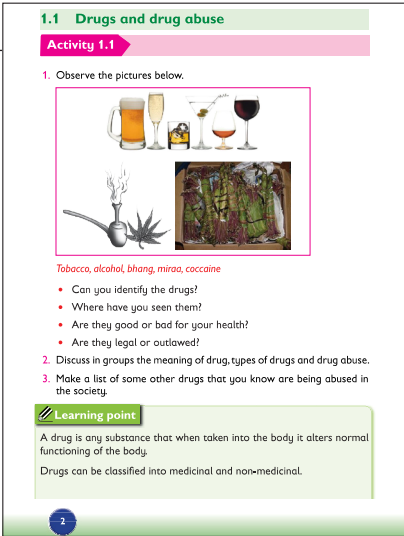 1.1 Drugs and drug abuse
Activity 1.1
1. Observe the pictures below.
Tobacco, alcohol, bhang, miraa, coccaine
• Can you identify the drugs?
• Where have you seen them?
• Are they good or bad for your health?
• Are they legal or outlawed?
2. Discuss in groups the meaning of drug, types of drugs and drug abuse.
3. Make a list of some other drugs that you know are being abused in
the society.
Learning point
A drug is any substance that when taken into the body it alters normal
functioning of the body.
Drugs can be classified into medicinal and non-medicinal.
2